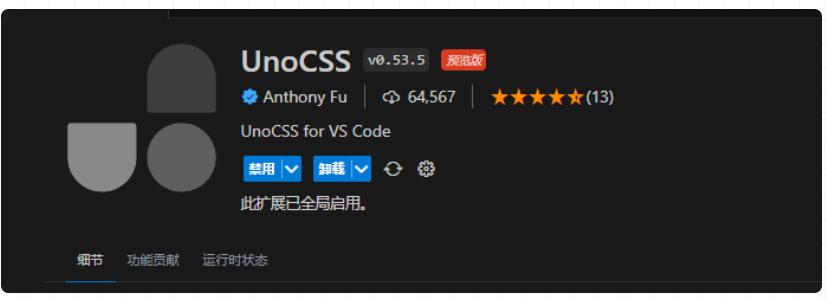 UnoCSS v0.53.5 预览版
Anthony Fu 64,567 (13)
UnoCSS for VS Code
禁用 卸载
此扩展已全局启用。
细节 功能贡献 运行时状态